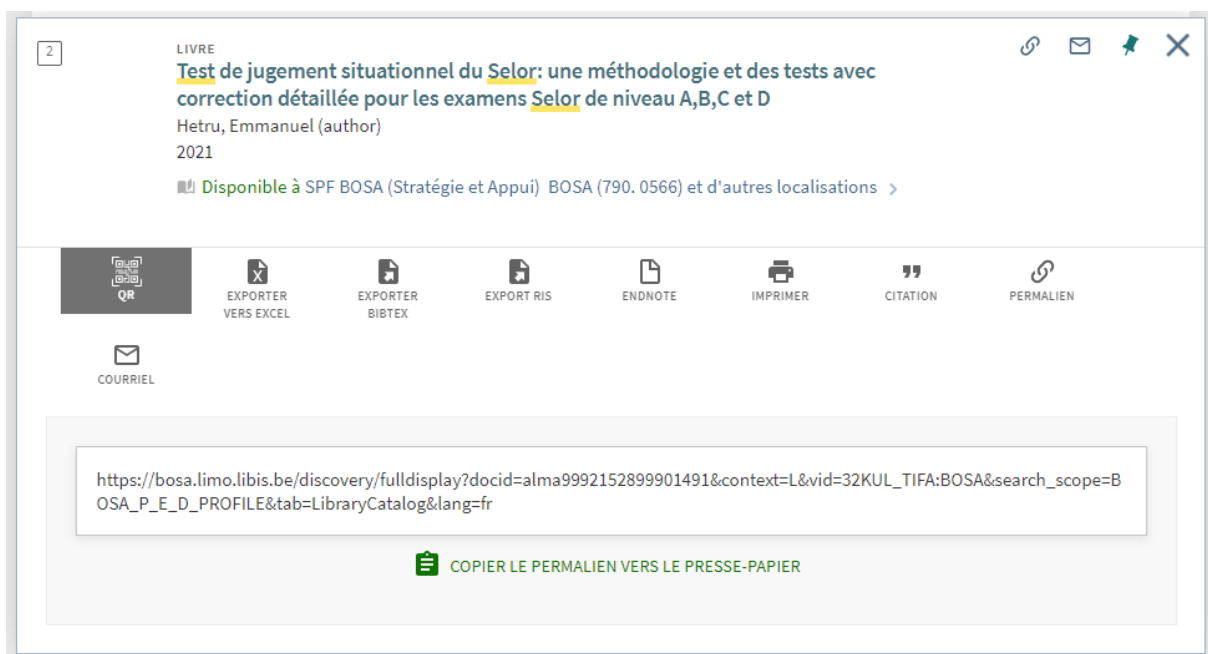 2
LIVRE
Test de jugement situationnel du Selor: une méthodologie et des tests avec
correction détaillée pour les examens Selor de niveau A,B,C et D
Hetru, Emmanuel (author)
2021
Disponible à SPF BOSA (Stratégie et Appui) BOSA (790. 0566) et d'autres localisations
QR
EXPORTER
VERS EXCEL
EXPORTER
BIBTEX
EXPORT RIS
ENDNOTE
IMPRIMER
CITATION
PERMALIEN
COURRIEL
https://bosa.limo.libis.be/discovery/fulldisplay?docid=alma9992152899901491&context=L&vid=32KUL_TIFA:BOSA&search_scope=B
OSA_P_E_D_PROFILE&tab=LibraryCatalog&lang=fr
COPIER LE PERMALIEN VERS LE PRESSE-PAPIER